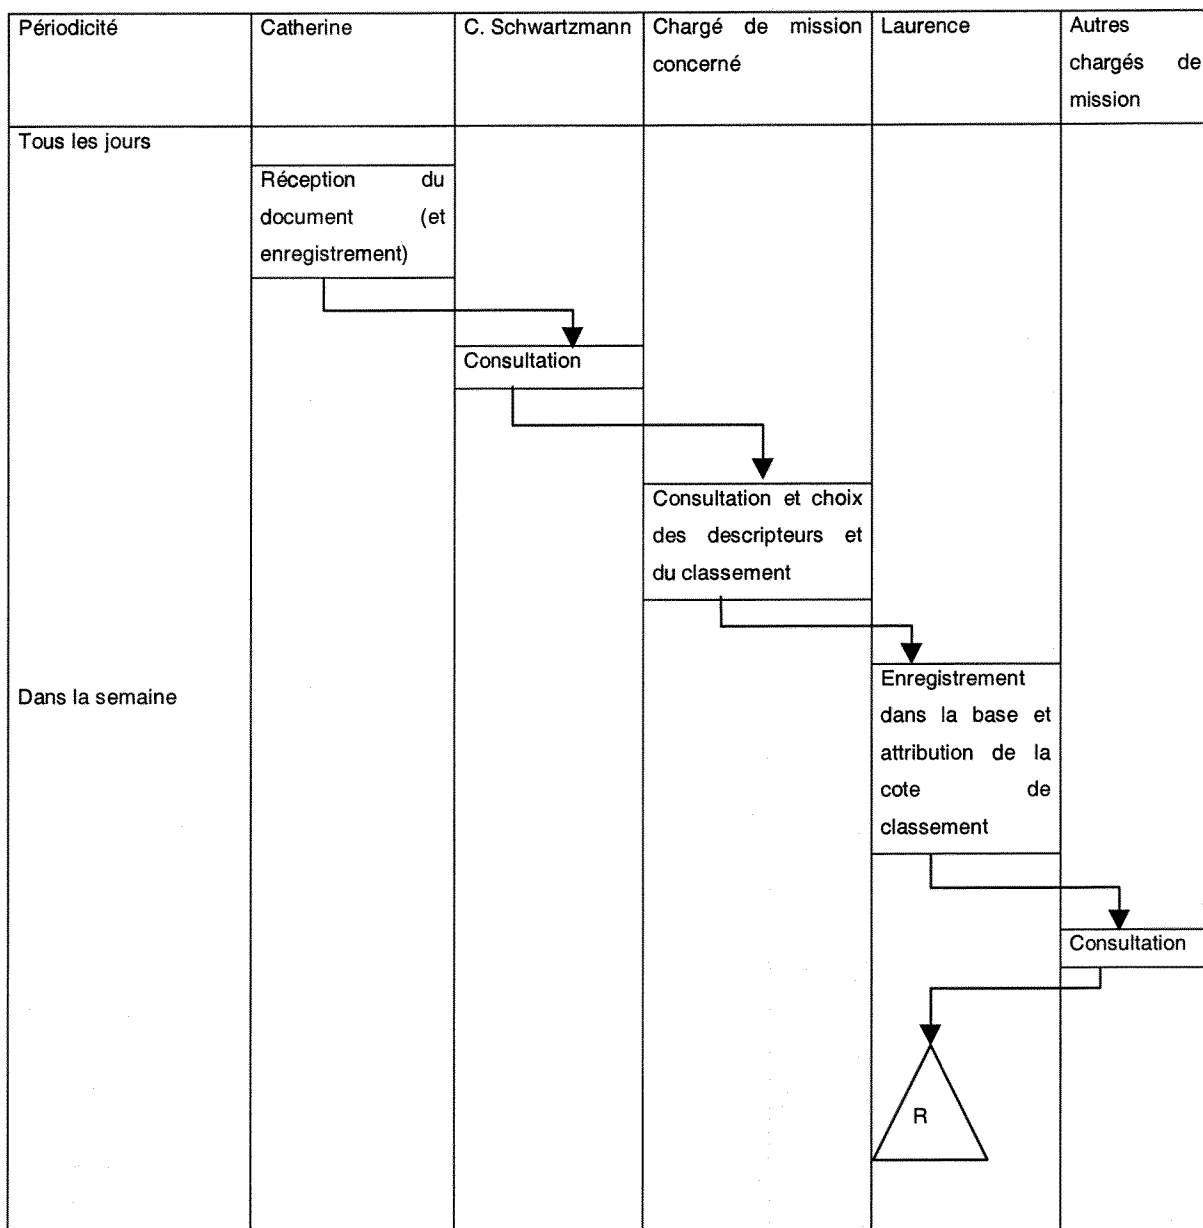 Périodicité
Catherine
C. Schwartzmann
Chargé de mission
concerné
Laurence
Autres
chargés de
mission
Tous les jours
Réception du
document (et
enregistrement)
Consultation
Consultation et choix
des descripteurs et
du classement
Dans la semaine
Enregistrement
dans la base et
attribution de la
cote de
classement
Consultation
R